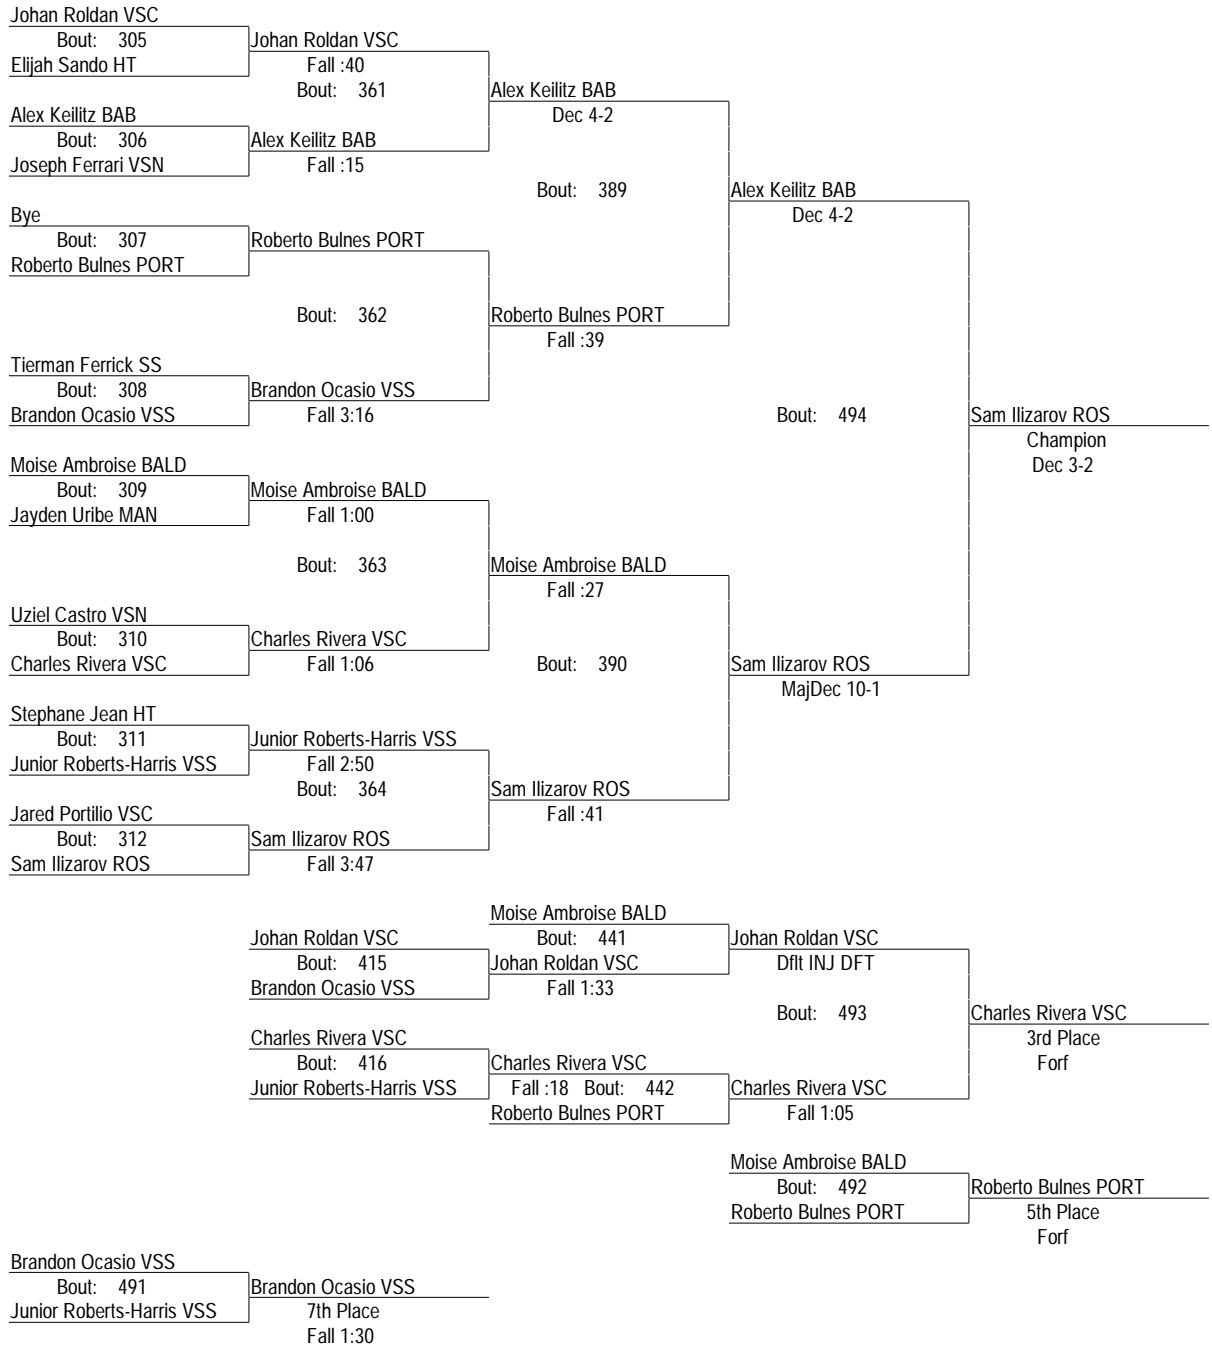 Johan Roldan VSC
Bout: 305 Johan Roldan VSC
Elijah Sando HT Fall :40
Bout: 361 Alex Keilitz BAB
Alex Keilitz BAB Dec 4-2
Bout: 306 Alex Keilitz BAB
Joseph Ferrari VSN Fall :15
Bout: 389 Alex Keilitz BAB
Bye Dec 4-2
Bout: 307 Roberto Bulnes PORT
Roberto Bulnes PORT
Bout: 362 Roberto Bulnes PORT
Fall :39
Tierman Ferrick SS
Bout: 308 Brandon Ocasio VSS
Brandon Ocasio VSS Fall 3:16 Bout: 494 Sam Ilizarov ROS
Champion
Moise Ambroise BALD Dec 3-2
Bout: 309 Moise Ambroise BALD
Jayden Uribe MAN Fall 1:00
Bout: 363 Moise Ambroise BALD
Fall :27
Uziel Castro VSN
Bout: 310 Charles Rivera VSC
Charles Rivera VSC Fall 1:06 Bout: 390 Sam Ilizarov ROS
MajDec 10-1
Stephane Jean HT
Bout: 311 Junior Roberts-Harris VSS
Junior Roberts-Harris VSS Fall 2:50
Bout: 364 Sam Ilizarov ROS
Jared Portilio VSC Fall :41
Bout: 312 Sam Ilizarov ROS
Sam Ilizarov ROS Fall 3:47
Moise Ambroise BALD
Johan Roldan VSC Bout: 441 Johan Roldan VSC
Bout: 415 Johan Roldan VSC Dflt INJ DFT
Brandon Ocasio VSS Fall 1:33
Bout: 493 Charles Rivera VSC
Charles Rivera VSC 3rd Place
Bout: 416 Charles Rivera VSC Forf
Junior Roberts-Harris VSS Fall :18 Bout: 442 Charles Rivera VSC
Roberto Bulnes PORT Fall 1:05
Moise Ambroise BALD
Bout: 492 Roberto Bulnes PORT
Roberto Bulnes PORT 5th Place
Forf
Brandon Ocasio VSS
Bout: 491 Brandon Ocasio VSS
Junior Roberts-Harris VSS 7th Place
Fall 1:30